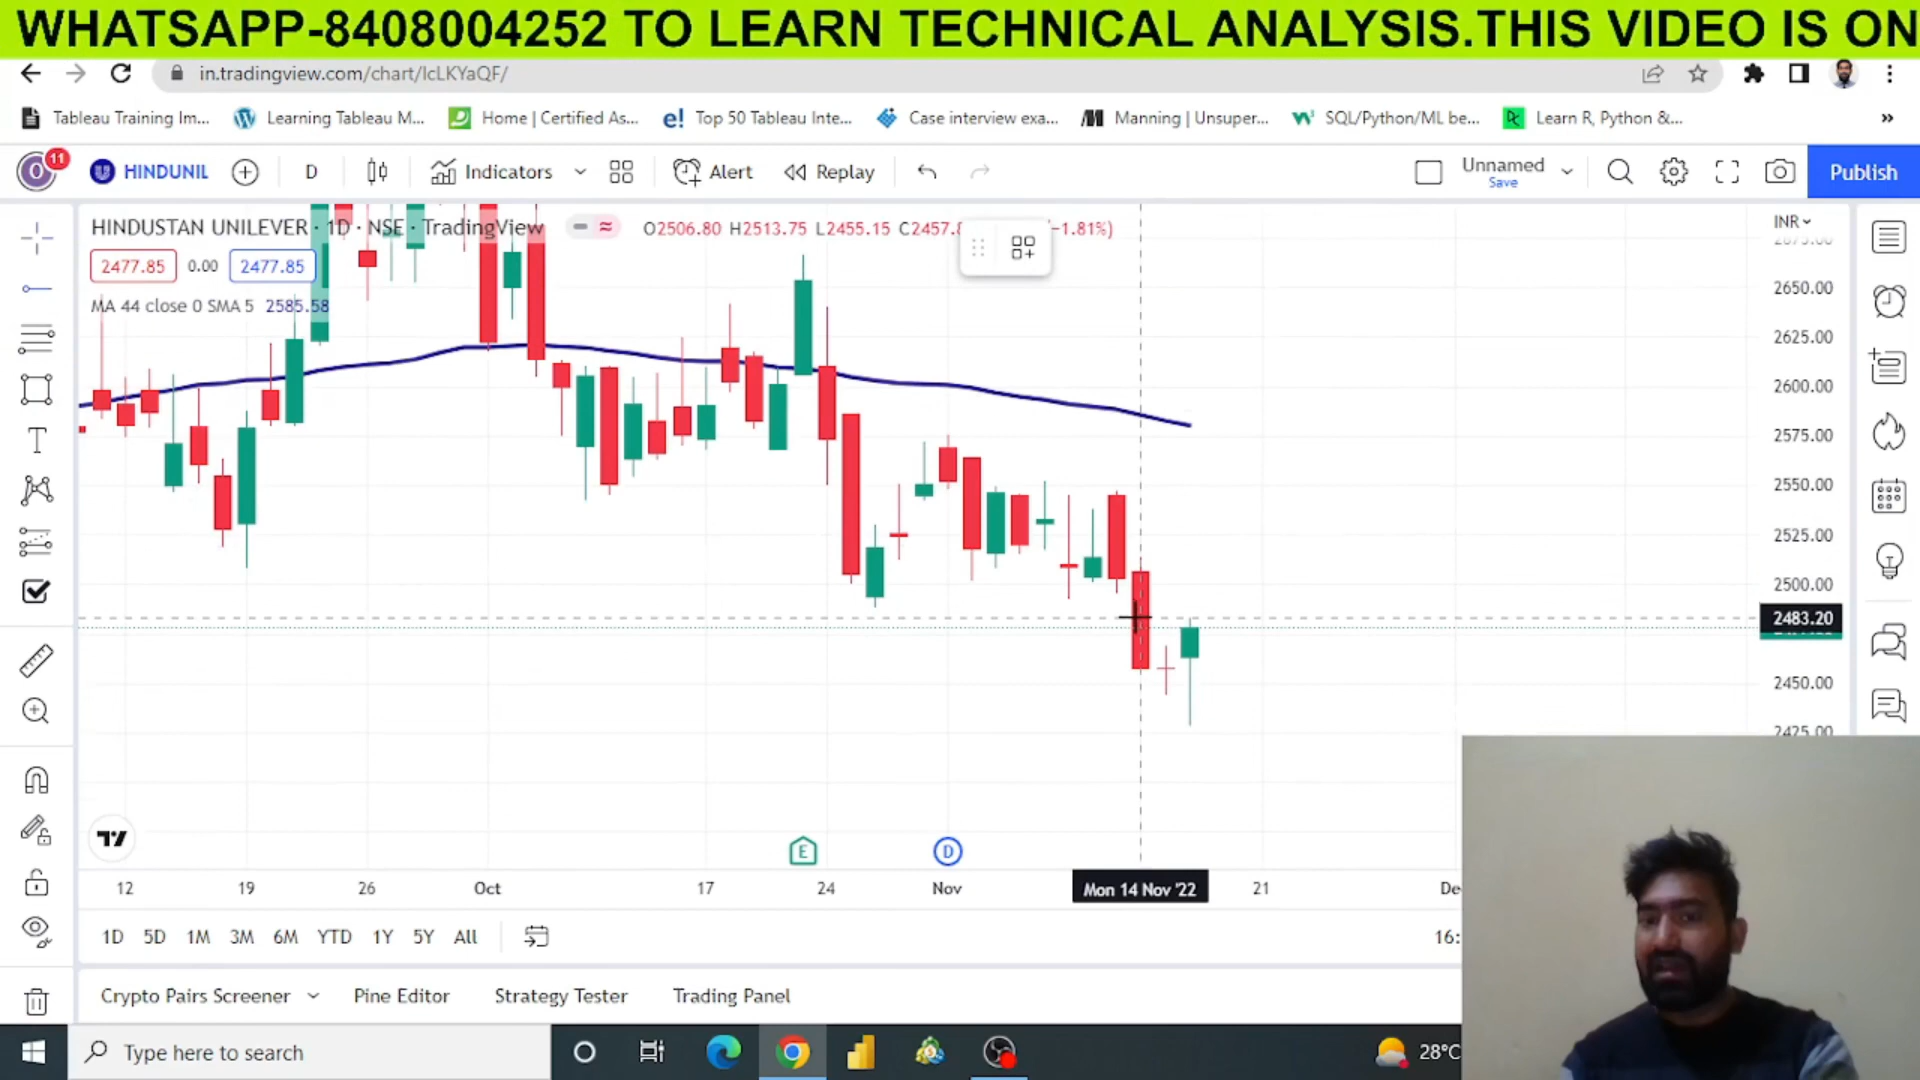 WHATSAPP-8408004252 TO LEARN TECHNICAL ANALYSIS.THIS VIDEO IS ON
in.tradingview.com/chart/IcLKYaQF/
Tableau Training Im... Learning Tableau M... Home | Certified As... Top 50 Tableau Inte... Case interview exa... Manning | Unsuper... SQL/Python/ML be... Learn R, Python &... »
O 11 HINDUNIL D Indicators Alert Replay Unnamed Save Publish
HINDUSTAN UNILEVER · 1D · NSE · TradingView O2506.80 H2513.75 L2455.15 C2457. −1.81%) INR
2477.85 0.00 2477.85
MA 44 close 0 SMA 5 2585.58
2650.00
2625.00
2600.00
2575.00
2550.00
2525.00
2500.00
2483.20
2450.00
2425.00
E D
12 19 26 Oct 17 24 Nov Mon 14 Nov '22 21
1D 5D 1M 3M 6M YTD 1Y 5Y All 16:
Crypto Pairs Screener Pine Editor Strategy Tester Trading Panel
Type here to search 28°C